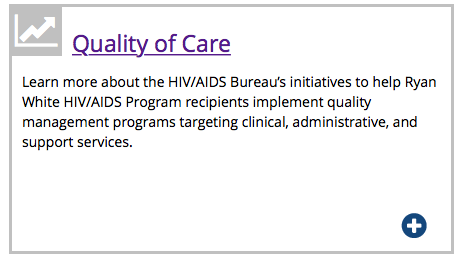 Quality of Care
Learn more about the HIV/AIDS Bureau's initiatives to help Ryan
White HIV/AIDS Program recipients implement quality
management programs targeting clinical, administrative, and
support services.